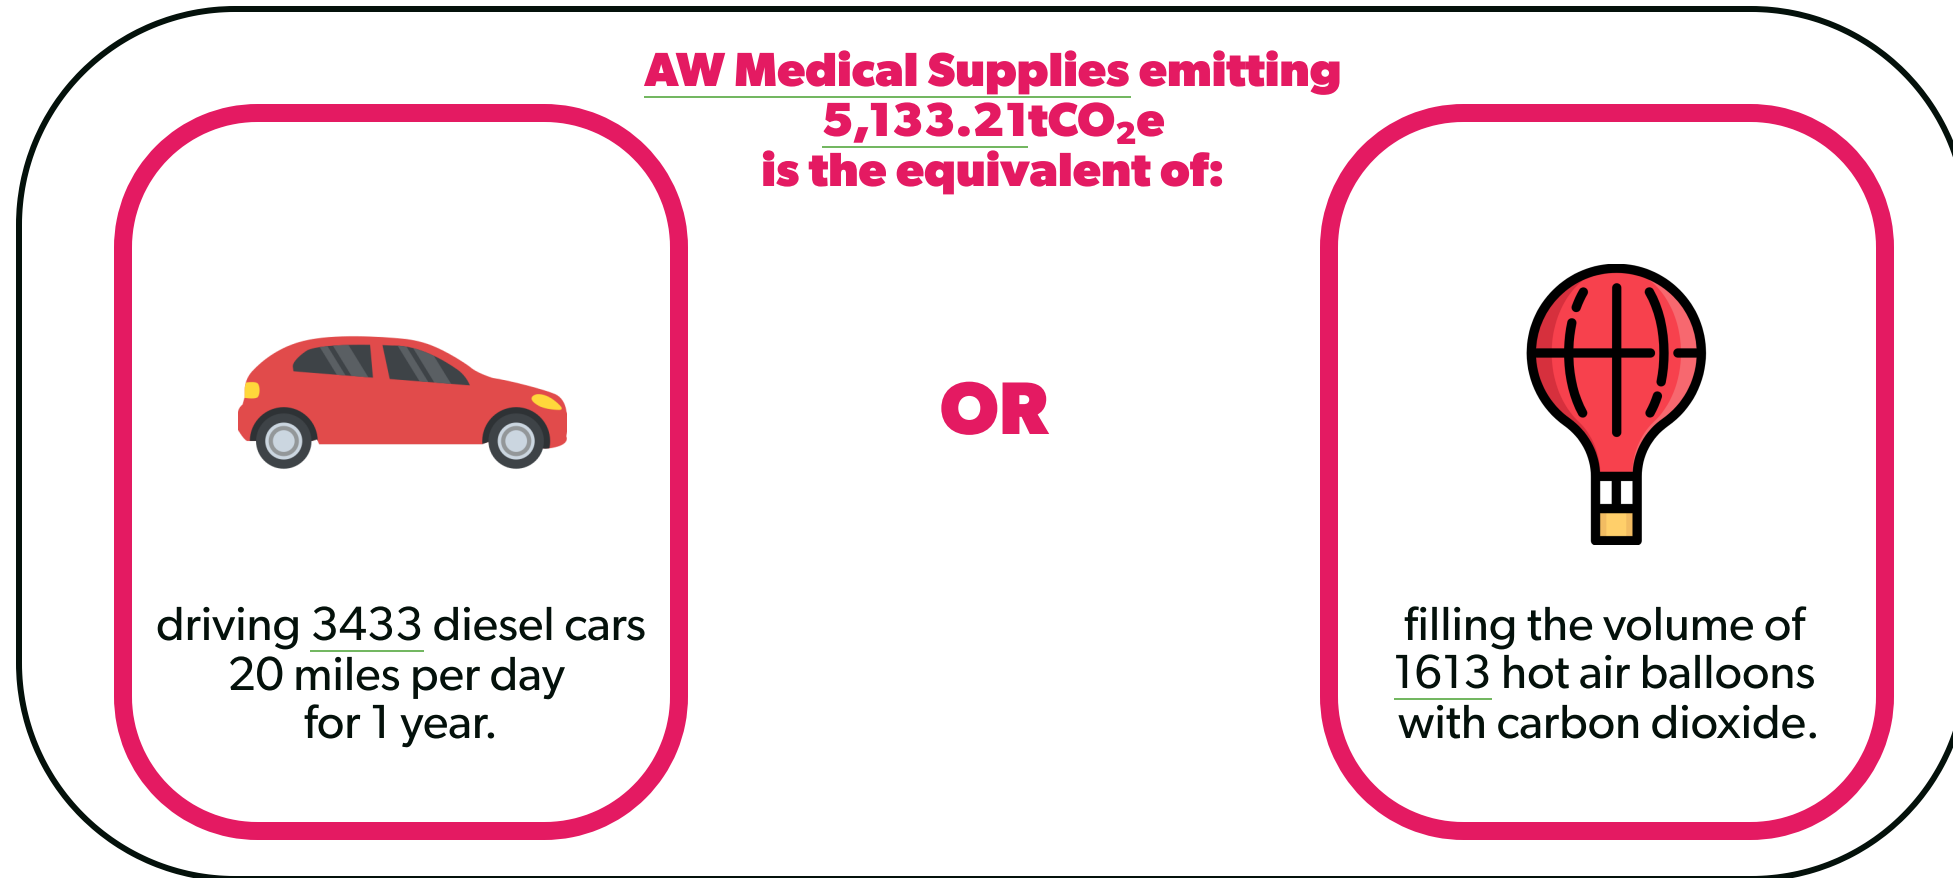 AW Medical Supplies emitting
5,133.21tCO₂e
is the equivalent of:
OR
driving 3433 diesel cars
20 miles per day
for 1 year.
filling the volume of
1613 hot air balloons
with carbon dioxide.